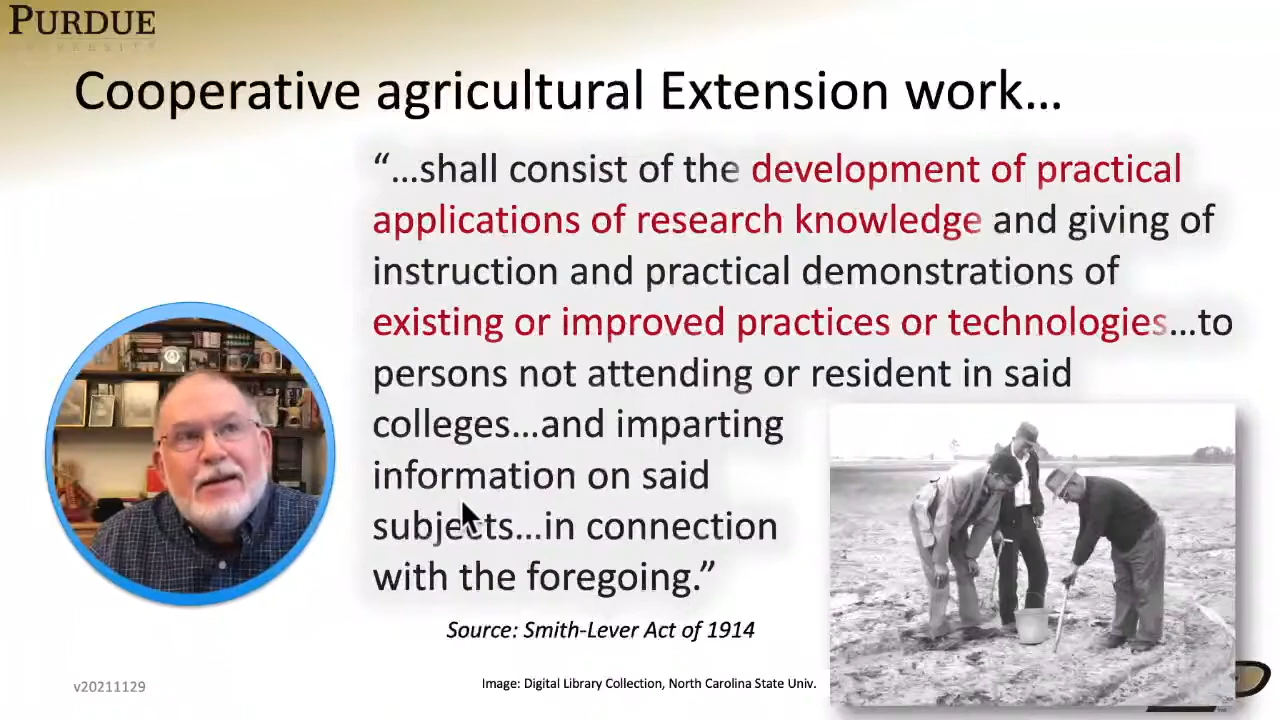 PURDUE
UNIVERSITY
Cooperative agricultural Extension work...
“...shall consist of the development of practical
applications of research knowledge and giving of
instruction and practical demonstrations of
existing or improved practices or technologies...to
persons not attending or resident in said
colleges...and imparting
information on said
subjects...in connection
with the foregoing.”
Source: Smith-Lever Act of 1914
v20211129
Image: Digital Library Collection, North Carolina State Univ.